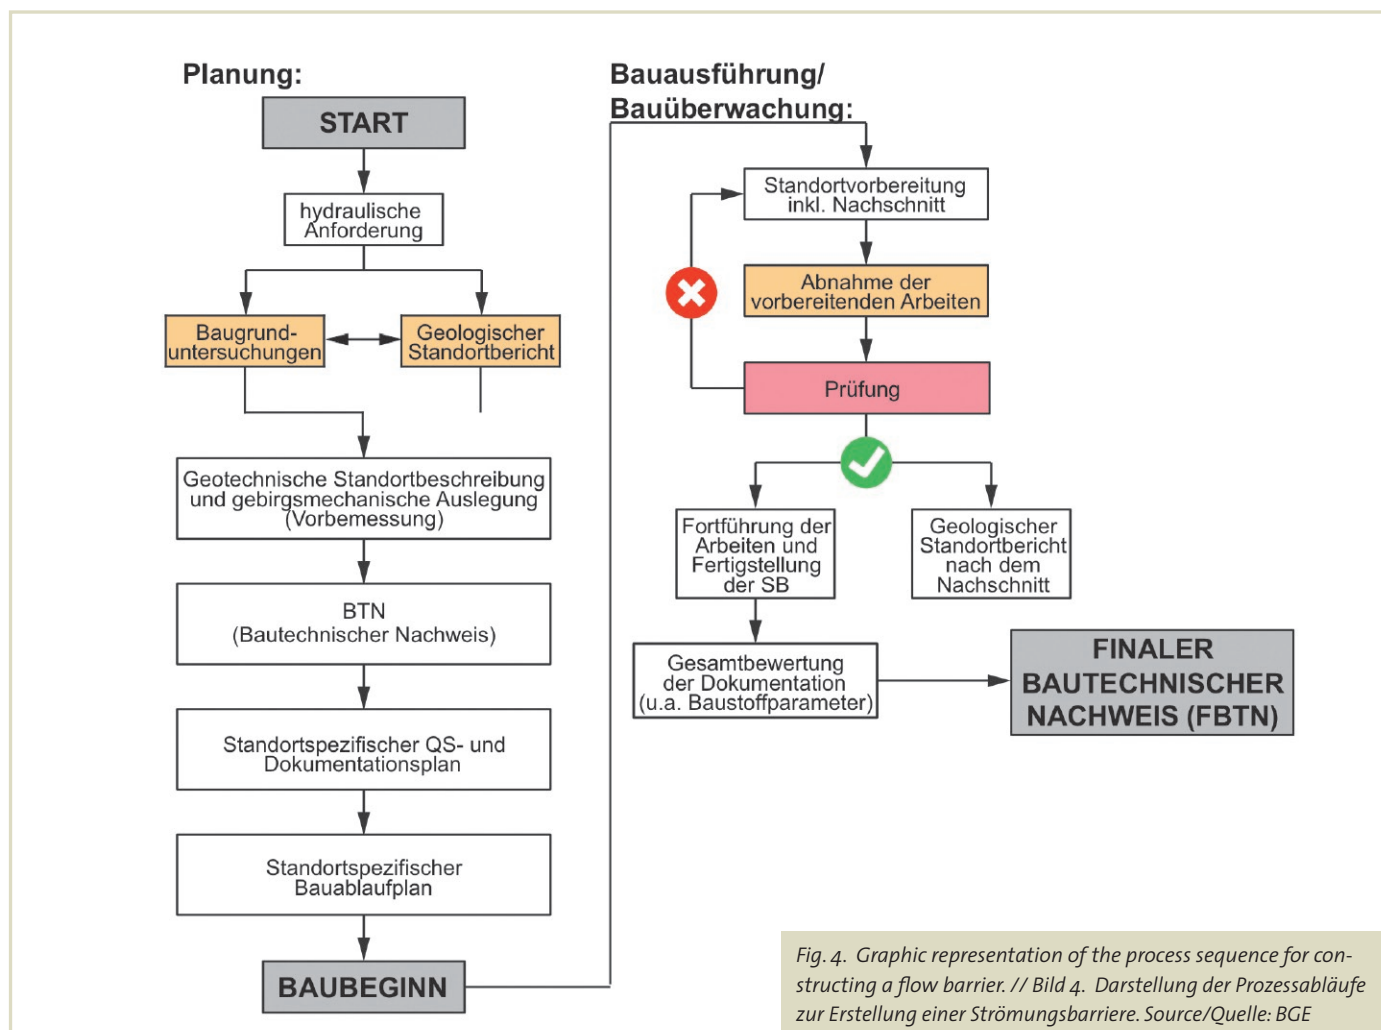 Planung:
START
hydraulische
Anforderung
Baugrund-
untersuchungen
Geologischer
Standortbericht
Geotechnische Standortbeschreibung
und gebirgsmechanische Auslegung
(Vorbemessung)
BTN
(Bautechnischer Nachweis)
Standortspezifischer QS- und
Dokumentationsplan
Standortspezifischer
Bauablaufplan
BAUBEGINN
Bauausführung/
Bauüberwachung:
Standortvorbereitung
inkl. Nachschnitt
Abnahme der
vorbereitenden Arbeiten
Prüfung
Fortführung der
Arbeiten und
Fertigstellung
der SB
Geologischer
Standortbericht
nach dem
Nachschnitt
Gesamtbewertung
der Dokumentation
(u.a. Baustoffparameter)
FINALER
BAUTECHNISCHER
NACHWEIS (FBTN)
Fig. 4. Graphic representation of the process sequence for con-
structing a flow barrier. // Bild 4. Darstellung der Prozessabläufe
zur Erstellung einer Strömungsbarriere. Source/Quelle: BGE